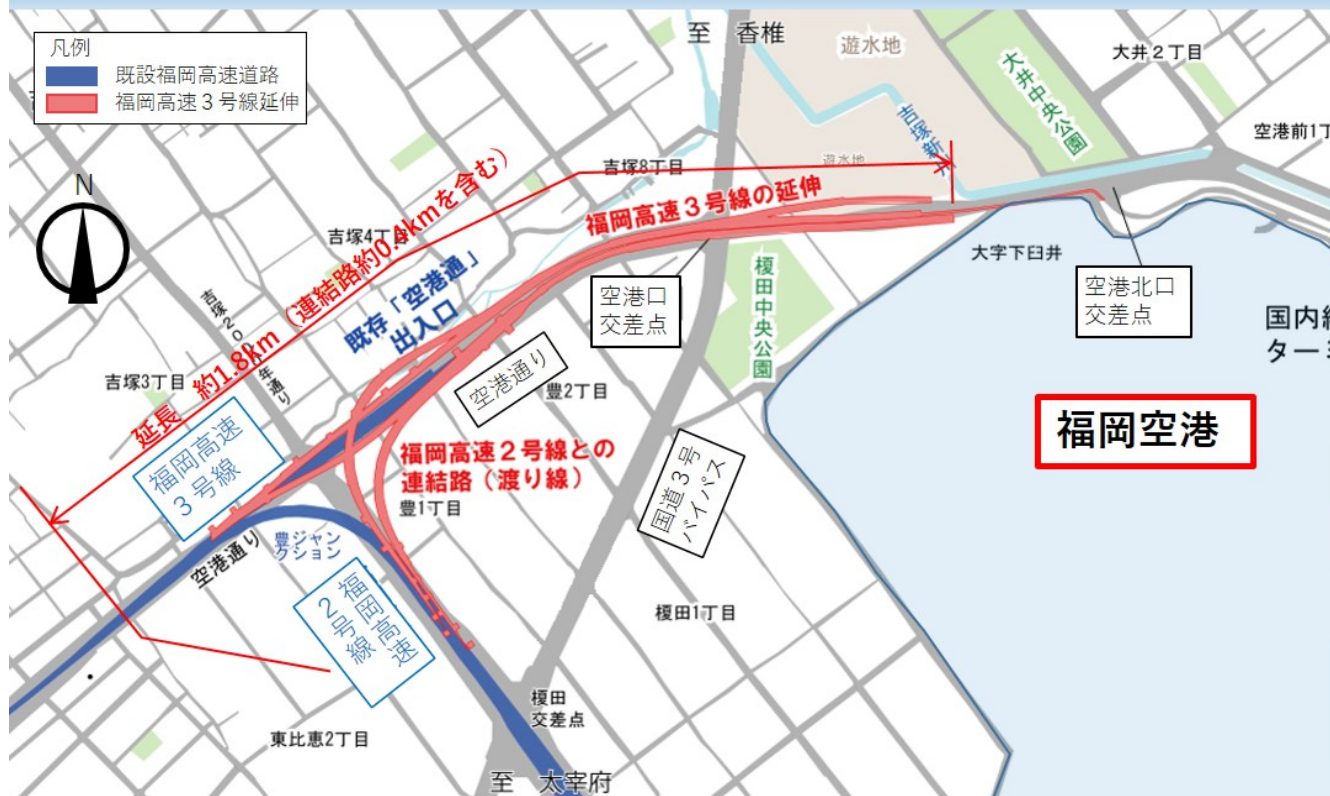 凡例
既設福岡高速道路
福岡高速3号線延伸
N
至 香椎
遊水地
大井2丁目
大井中央公園
空港前1丁
吉塚新川
遊水地
吉塚8丁目
福岡高速3号線の延伸
吉塚4丁目
延長 約1.8km(連結路約0.9kmを含む)
既存「空港通」
出入口
空港口
交差点
榎田中央公園
大字下臼井
空港北口
交差点
国内線
ター
福岡空港
吉塚3丁目
空港通り
豊2丁目
福岡高速
3号線
福岡高速2号線との
連結路(渡り線)
豊1丁目
国道3号
バイパス
空港通り
豊ジャン
クション
福岡高速
2号線
榎田1丁目
榎田
交差点
東比恵2丁目
至 太宰府